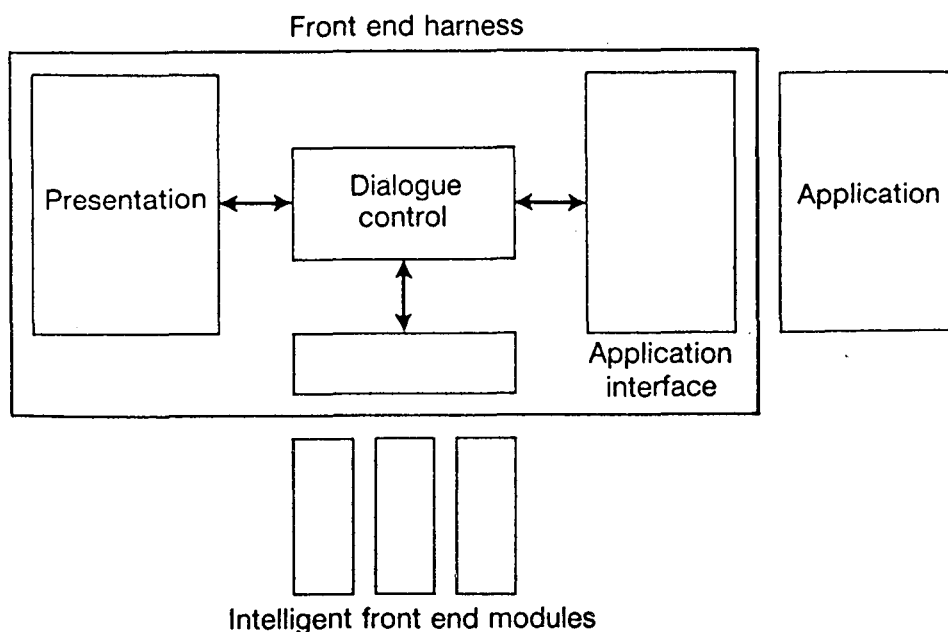 Front end harness
Presentation
Dialogue
control
Application
Application
interface
Intelligent front end modules